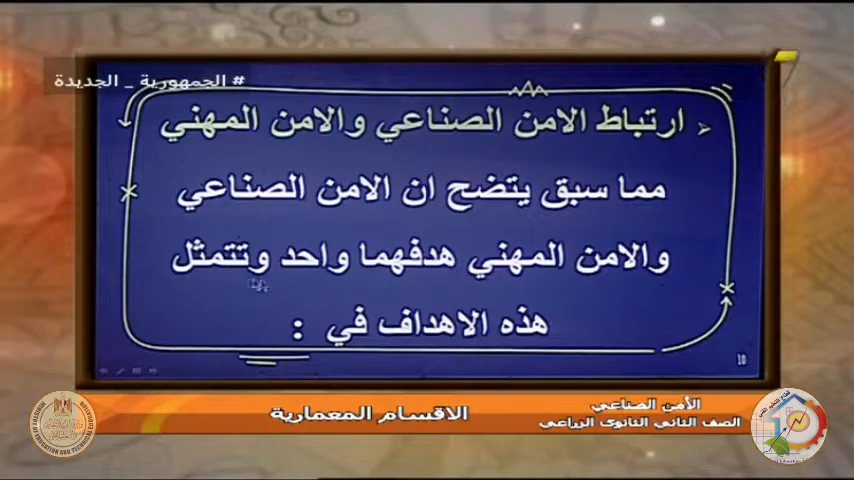 # الجمهورية _ الجديدة
ارتباط الامن الصناعي والامن المهني
مما سبق يتضح ان الامن الصناعي
والامن المهني هدفهما واحد وتتمثل
هذه الاهداف في :
10
الأمن الصناعي
الصف الثاني الثانوي الزراعي
الاقسام المعمارية